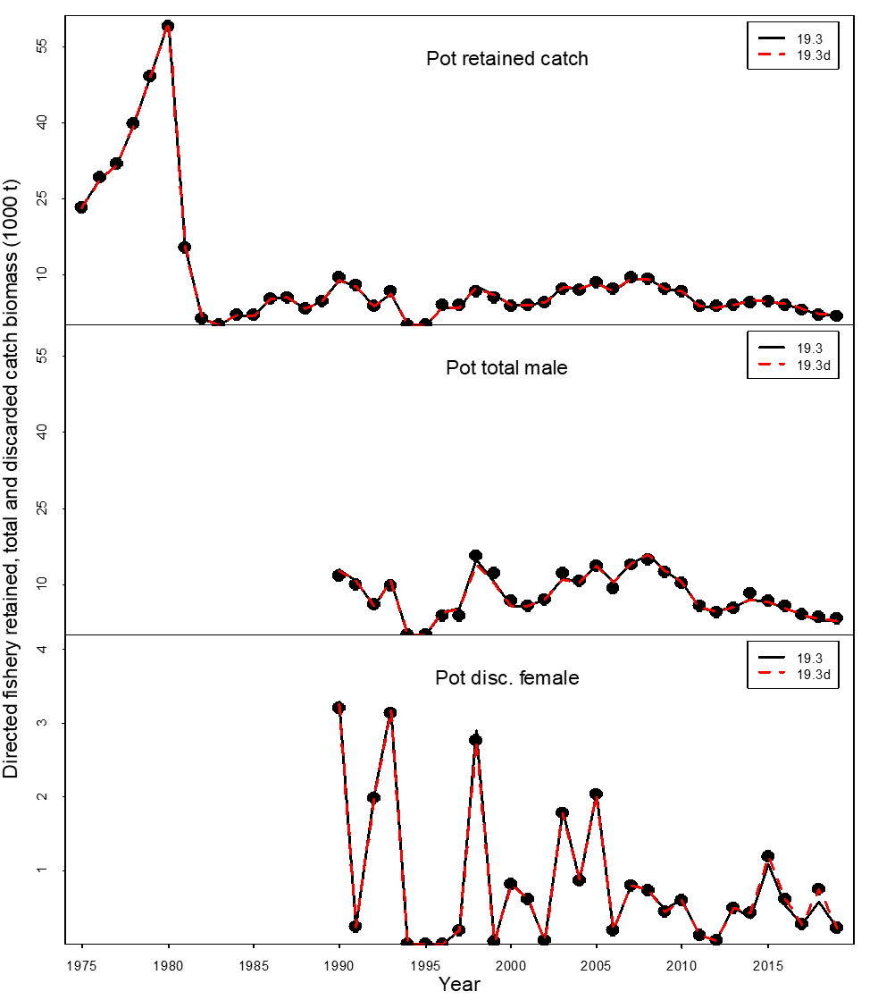 Directed fishery retained, total and discarded catch biomass (1000 t)
Pot retained catch
19.3
19.3d
55
40
25
10
Pot total male
19.3
19.3d
55
40
25
10
Pot disc. female
19.3
19.3d
4
3
2
1
1975 1980 1985 1990 1995 2000 2005 2010 2015
Year